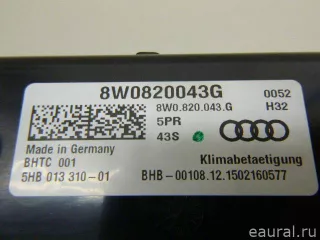 8W0820043G
8W0.820.043.G
0052
H32
5PR
43S
Made in Germany
BHTC 001
Klimabetaetigung
5HB 013 310-01
BHB-00108.12.1502160577
eaural.ru